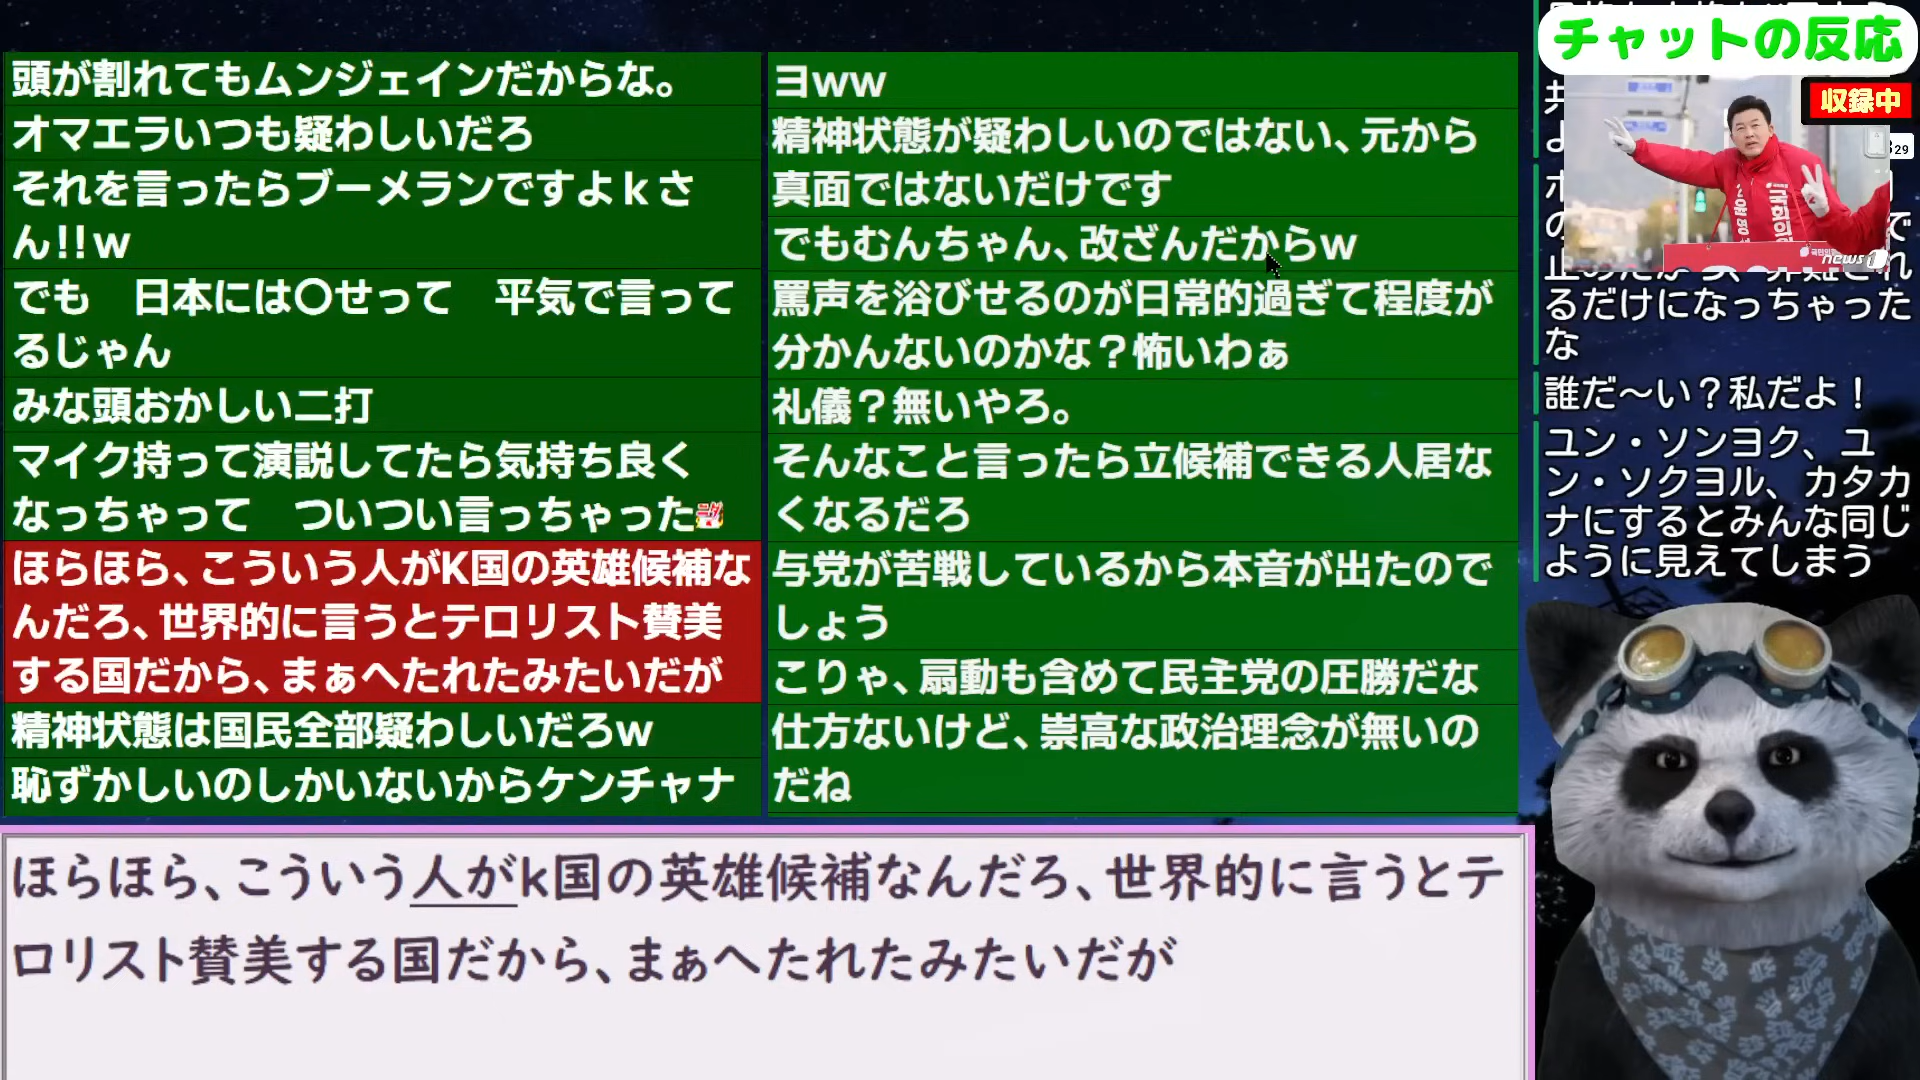 頭が割れてもムンジェインだからな。
オマエラいつも疑わしいだろ
それを言ったらブーメランですよｋさ
ん!!ｗ
でも　日本には〇せって　平気で言って
るじゃん
みな頭おかしい二打
マイク持って演説してたら気持ち良く
なっちゃって　ついつい言っちゃった
ほらほら、こういう人がK国の英雄候補な
んだろ、世界的に言うとテロリスト賛美
する国だから、まぁへたれたみたいだが
精神状態は国民全部疑わしいだろw
恥ずかしいのしかいないからケンチャナ
ヨww
精神状態が疑わしいのではない、元から
真面ではないだけです
でもむんちゃん、改ざんだからw
罵声を浴びせるのが日常的過ぎて程度が
分かんないのかな？怖いわぁ
礼儀？無いやろ。
そんなこと言ったら立候補できる人居な
くなるだろ
与党が苦戦しているから本音が出たので
しょう
こりゃ、扇動も含めて民主党の圧勝だな
仕方ないけど、崇高な政治理念が無いの
だね
チャットの反応
収録中
29
news1
るだけになっちゃった
な
誰だ～い？私だよ！
ユン・ソンヨク、ユ
ン・ソクヨル、カタカ
ナにするとみんな同じ
ように見えてしまう
ほらほら、こういう人がk国の英雄候補なんだろ、世界的に言うとテ
ロリスト賛美する国だから、まぁへたれたみたいだが